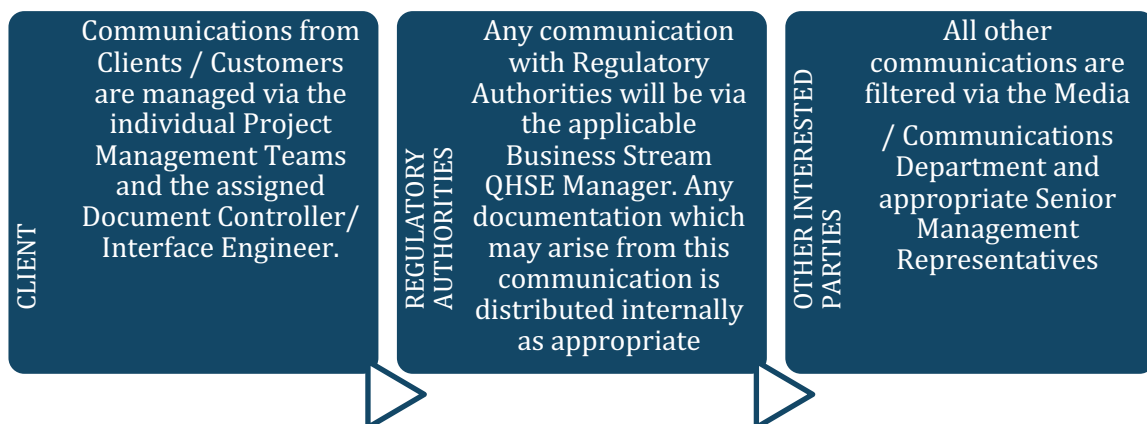 CLIENT
Communications from
Clients / Customers
are managed via the
individual Project
Management Teams
and the assigned
Document Controller/
Interface Engineer.
REGULATORY
AUTHORITIES
Any communication
with Regulatory
Authorities will be via
the applicable
Business Stream
QHSE Manager. Any
documentation which
may arise from this
communication is
distributed internally
as appropriate
OTHER INTERESTED
PARTIES
All other
communications are
filtered via the Media
/ Communications
Department and
appropriate Senior
Management
Representatives